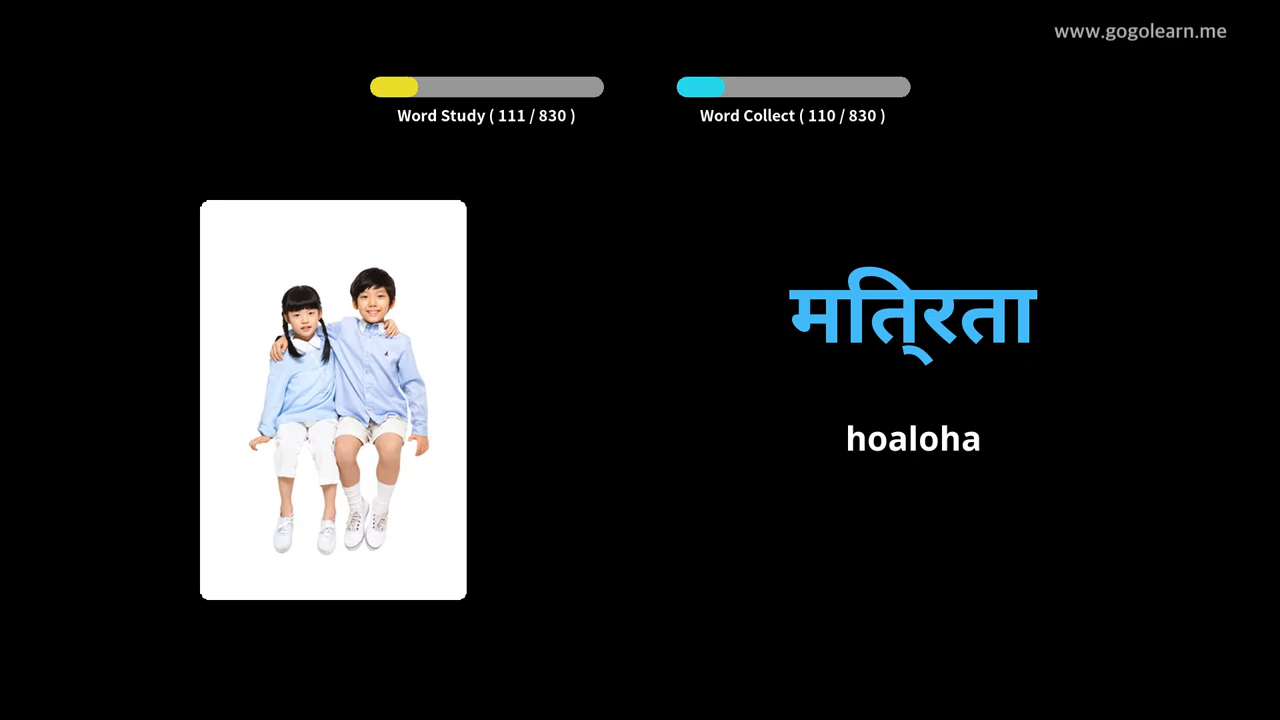 www.gogolearn.me
Word Study ( 111 / 830 )
Word Collect ( 110 / 830 )
मति्रता
hoaloha